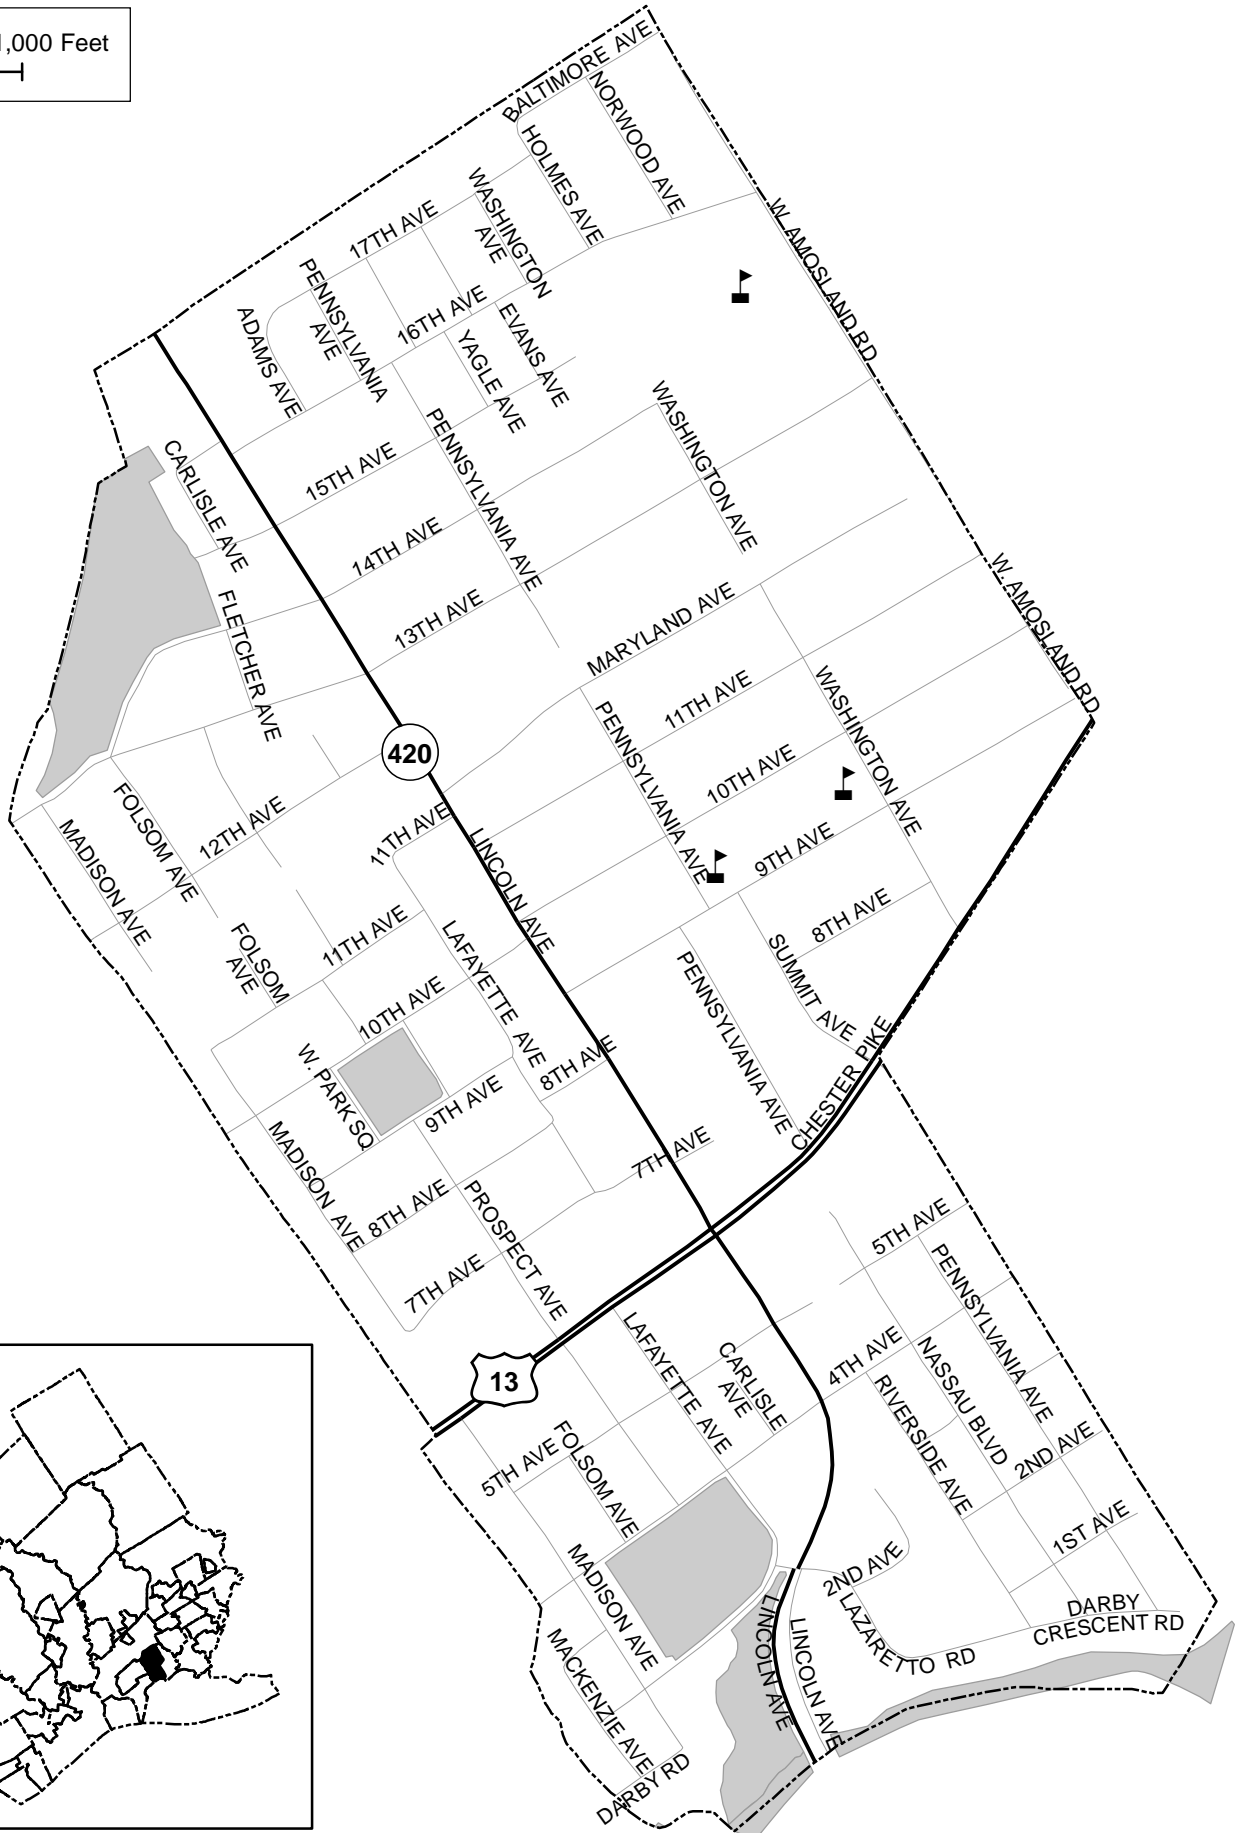 1,000 Feet
BALTIMORE AVE
NORWOOD AVE
HOLMES AVE
WASHINGTON
AVE
17TH AVE
W. AMOSLAND RD
PENNSYLVANIA
AVE
16TH AVE
ADAMS AVE
EVANS AVE
YAGLE AVE
WASHINGTON AVE
PENNSYLVANIA AVE
CARLISLE AVE
15TH AVE
14TH AVE
W. AMOSLAND RD
13TH AVE
MARYLAND AVE
FLETCHER AVE
11TH AVE
WASHINGTON AVE
PENNSYLVANIA AVE
420
10TH AVE
FOLSOM AVE
12TH AVE
11TH AVE
MADISON AVE
LINCOLN AVE
9TH AVE
8TH AVE
11TH AVE
FOLSOM
AVE
LAFAYETTE AVE
SUMMIT AVE
PENNSYLVANIA AVE
10TH AVE
W. PARK SQ
8TH AVE
CHESTER PIKE
9TH AVE
MADISON AVE
7TH AVE
8TH AVE
PROSPECT AVE
5TH AVE
7TH AVE
PENNSYLVANIA AVE
LAFAYETTE AVE
CARLISLE
AVE
4TH AVE
NASSAU BLVD
13
RIVERSIDE AVE
5TH AVE
FOLSOM AVE
2ND AVE
1ST AVE
MADISON AVE
2ND AVE
LINCOLN AVE
LINCOLN AVE
LAZARETTO RD
DARBY
CRESCENT RD
MACKENZIE AVE
DARBY RD